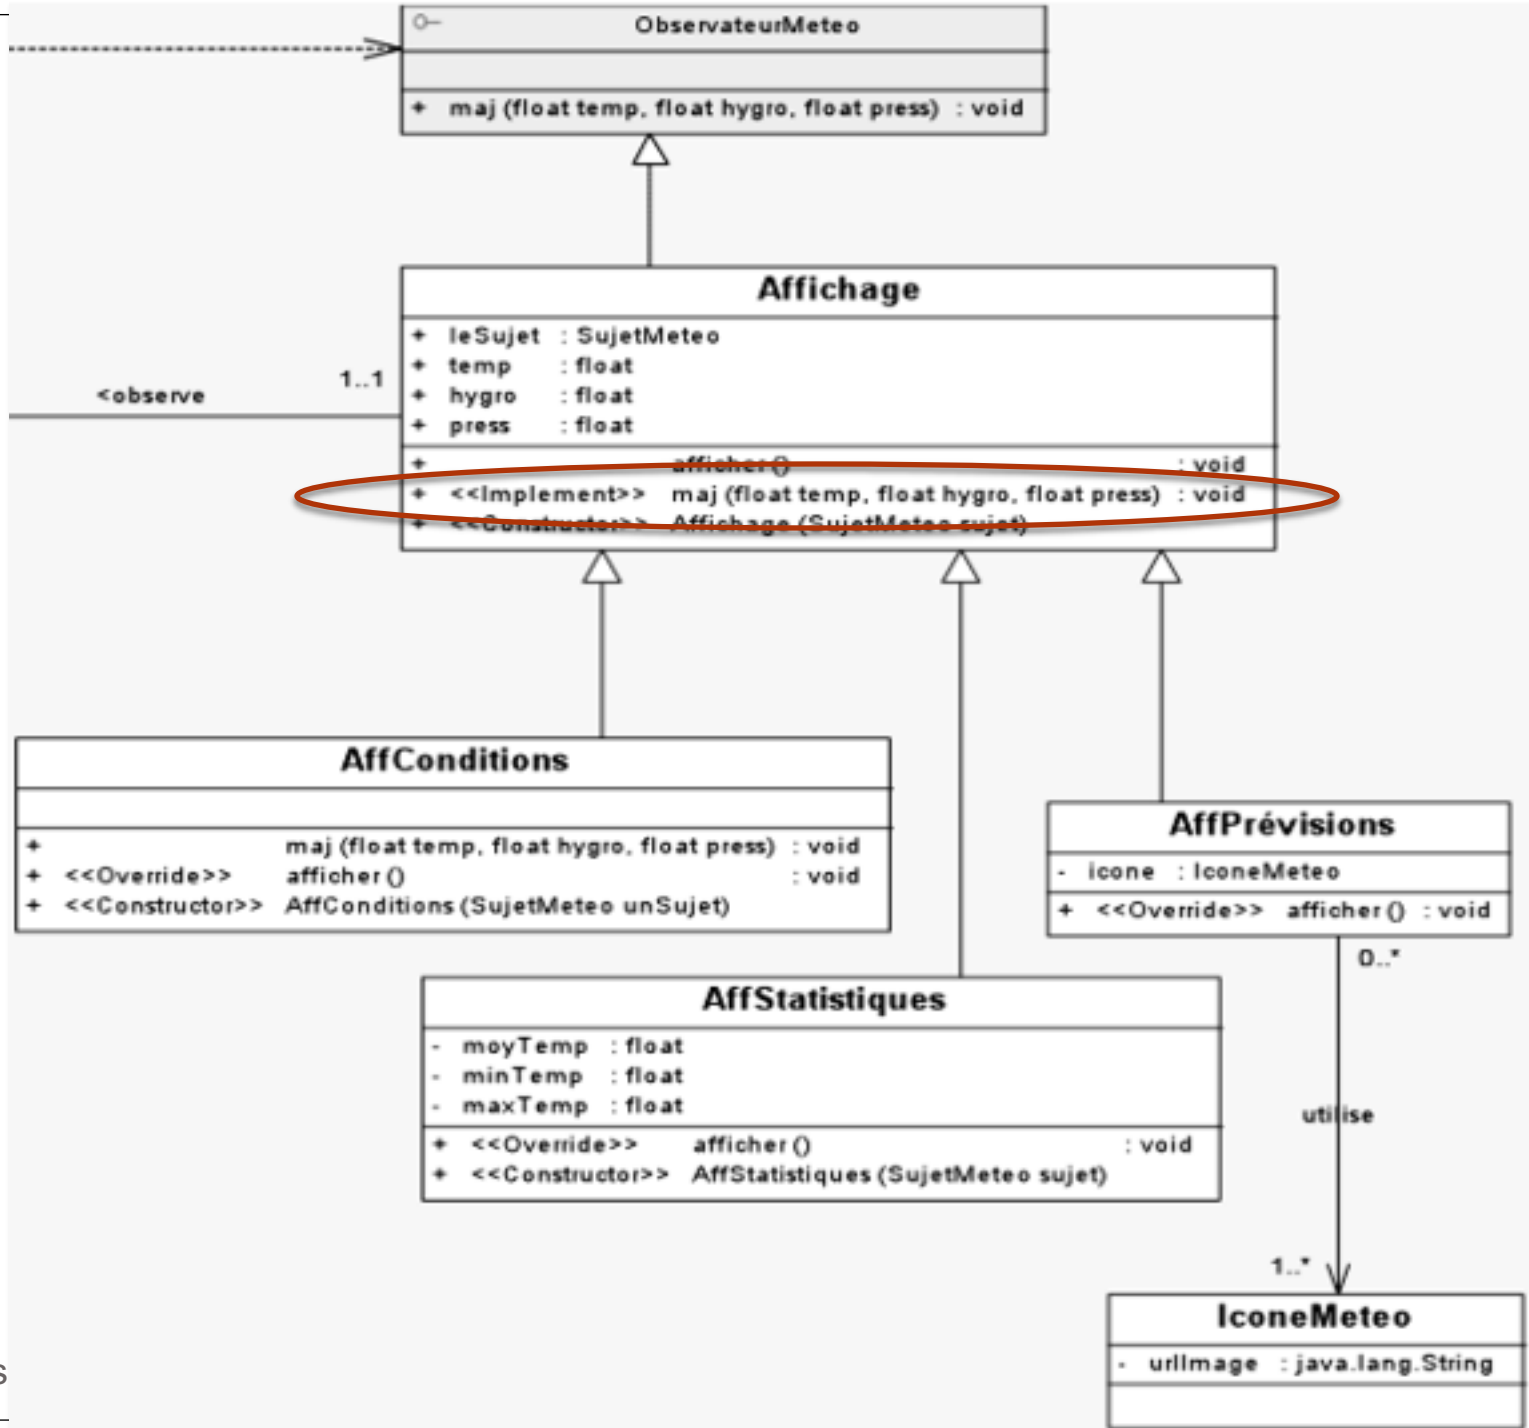 ObservateurMeteo
+ maj (float temp, float hygro, float press) : void
Affichage
+ leSujet : SujetMeteo
+ temp : float
+ hygro : float
+ press : float
1..1
<observe
+ afficher () : void
+ <<Implement>> maj (float temp, float hygro, float press) : void
+ <<Constructor>> Affichage (SujetMeteo sujet)
AffConditions
+ maj (float temp, float hygro, float press) : void
+ <<Override>> afficher () : void
+ <<Constructor>> AffConditions (SujetMeteo unSujet)
AffPrévisions
- icone : IconeMeteo
+ <<Override>> afficher () : void
0..*
AffStatistiques
- moyTemp : float
- minTemp : float
- maxTemp : float
+ <<Override>> afficher () : void
+ <<Constructor>> AffStatistiques (SujetMeteo sujet)
utilise
1..*
IconeMeteo
- urlImage : java.lang.String
s